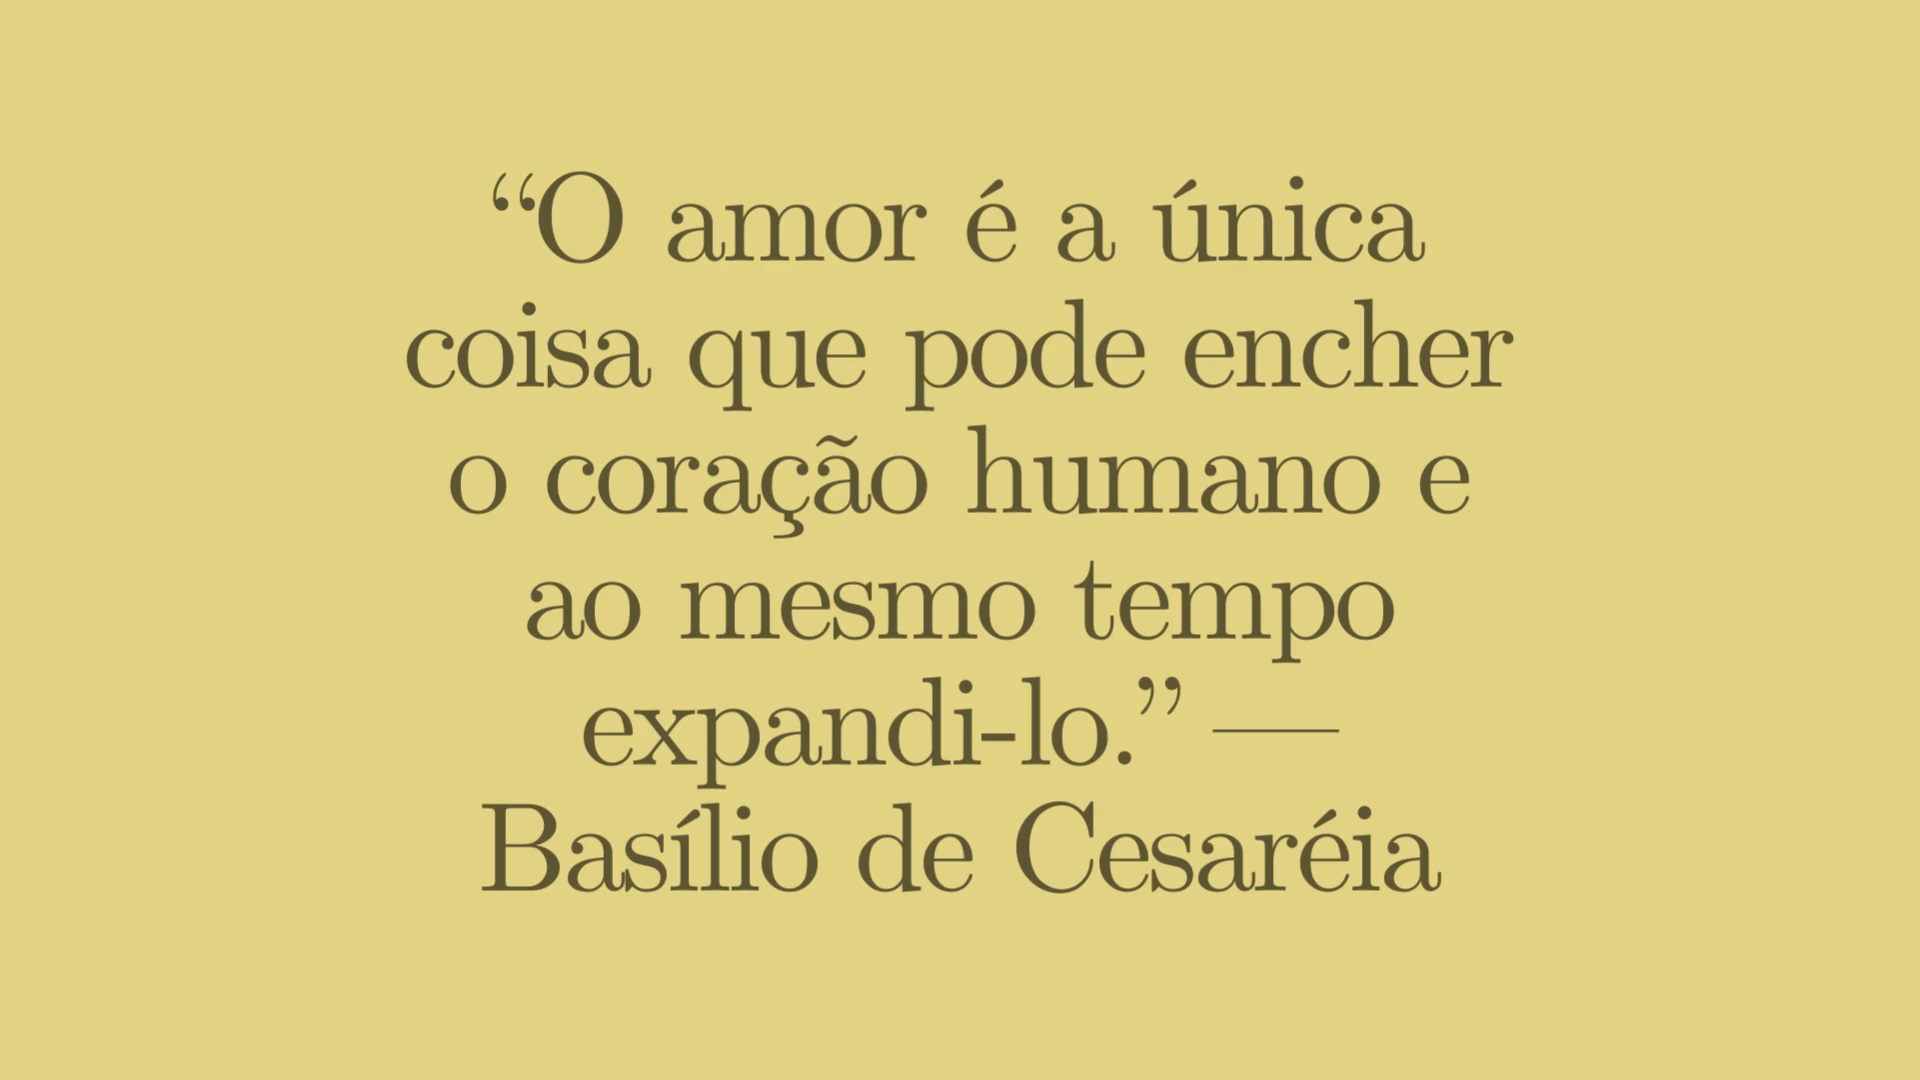 “O amor é a única
coisa que pode encher
o coração humano e
ao mesmo tempo
expandi-lo.” —
Basílio de Cesaréia